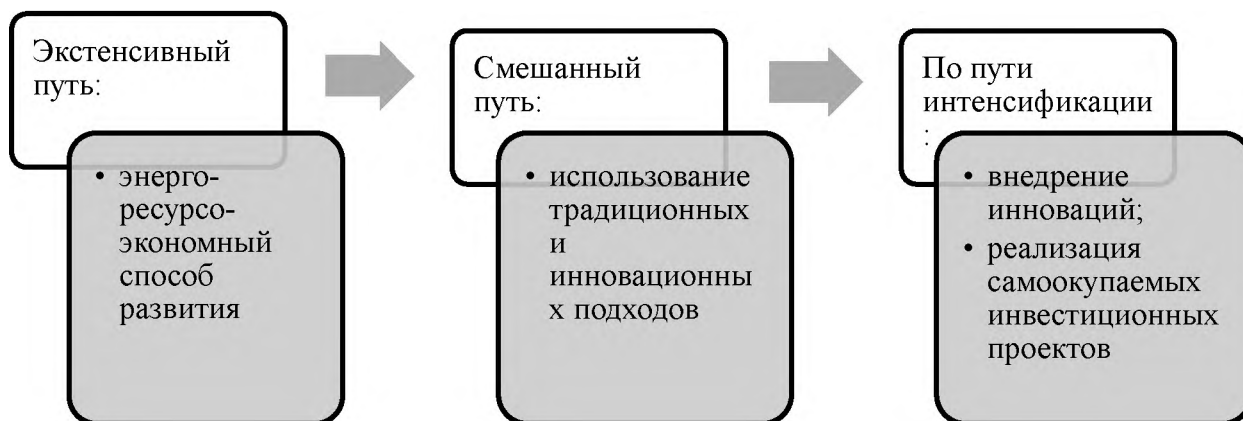 Экстенсивный
путь:
• энерго-
ресурсо-
экономный
способ
развития
Смешанный
путь:
• использование
традиционных
и
инновационны
х подходов
По пути
интенсификации
:
• внедрение
инноваций;
• реализация
самоокупаемых
инвестиционных
проектов